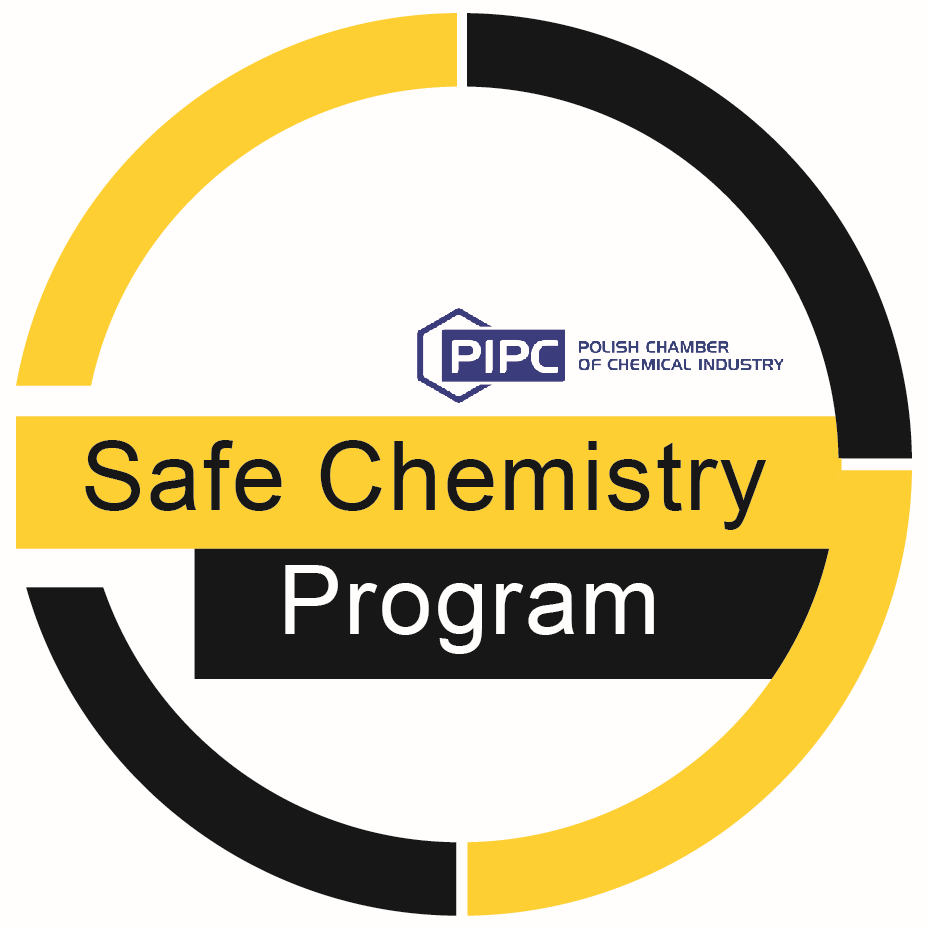 PIPC
POLISH CHAMBER
OF CHEMICAL INDUSTRY
Safe Chemistry
Program